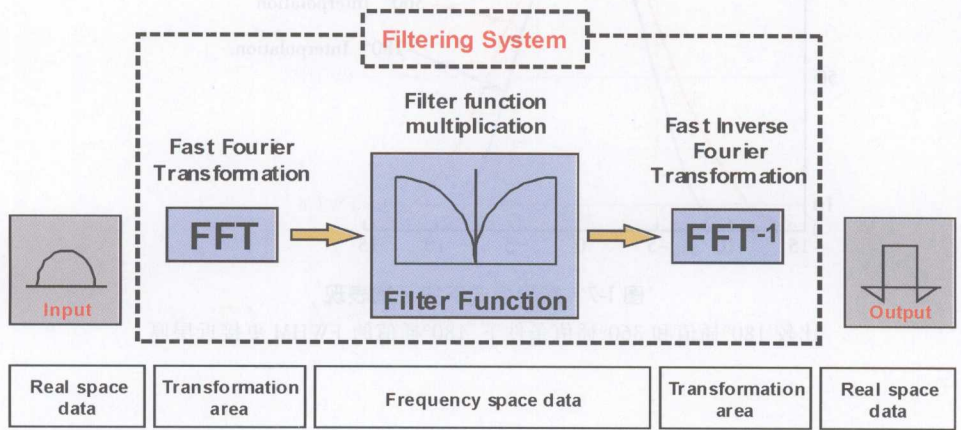 Filtering System
Filter function
multiplication
Fast Fourier
Transformation
Fast Inverse
Fourier
Transformation
FFT
FFT-1
Filter Function
Input
Output
Real space
data
Transformation
area
Frequency space data
Transformation
area
Real space
data